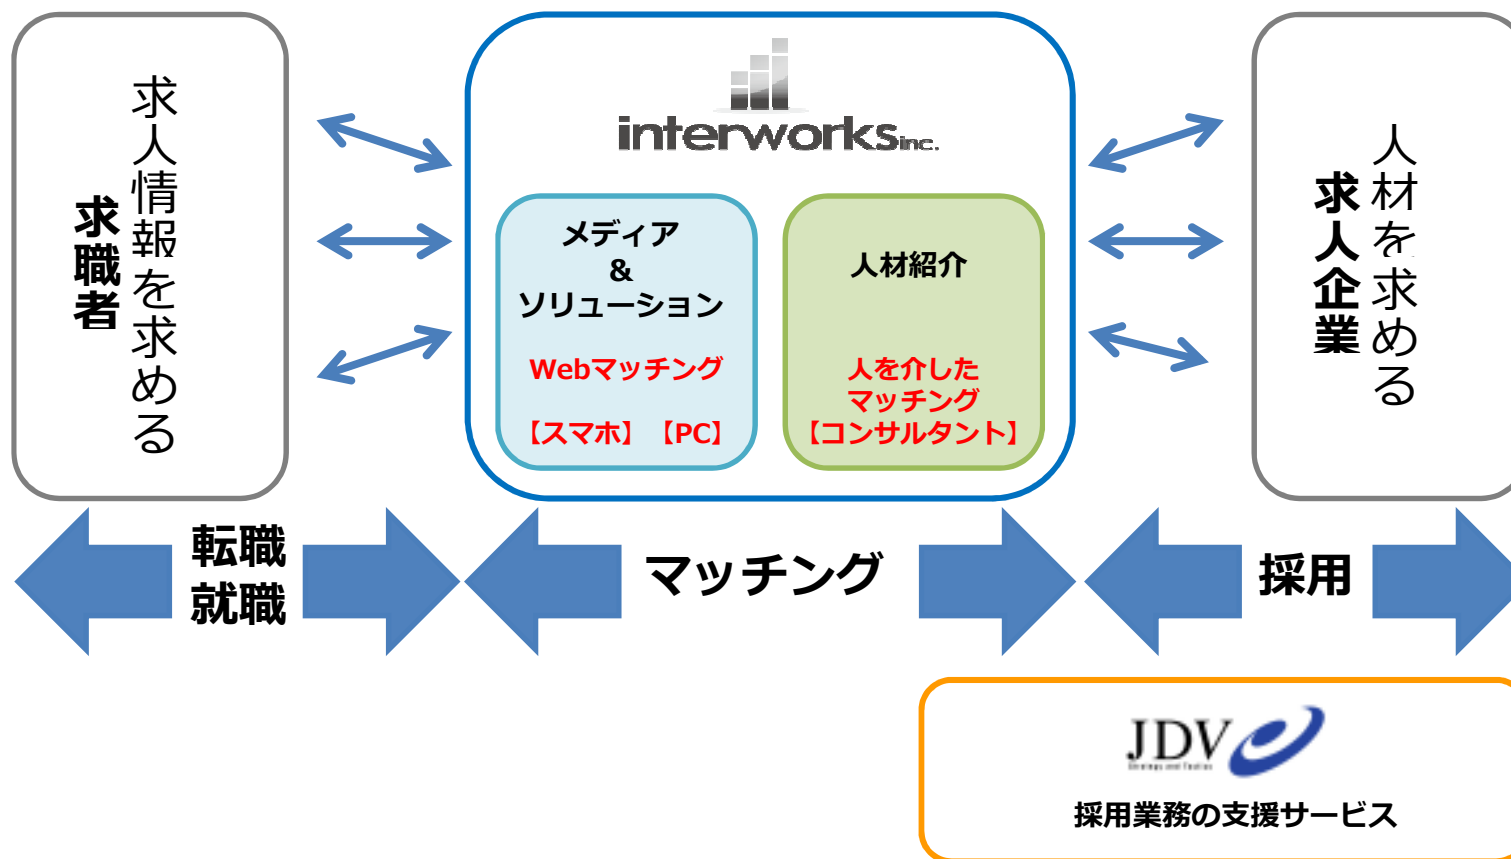 求人情報を求める
求職者
interworks inc.
メディア
&
ソリューション
Webマッチング
【スマホ】【PC】
人材紹介
人を介した
マッチング
【コンサルタント】
人材を求める
求人企業
転職
就職
マッチング
採用
JDV
Strategy and Tactics
採用業務の支援サービス